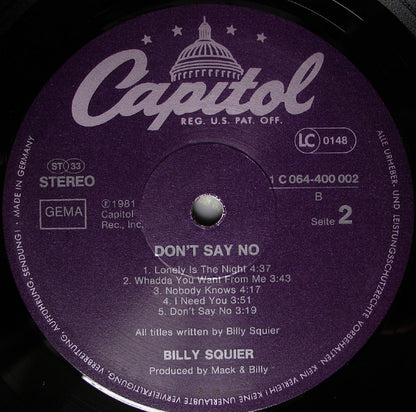 Capitol
REG. U.S. PAT. OFF.
LC 0148
ST 33
STEREO
GEMA
℗ 1981
Capitol
Rec., Inc.
1 C 064-400 002
B
Seite 2
DON'T SAY NO
1. Lonely Is The Night 4:37
2. Whadda You Want From Me 3:43
3. Nobody Knows 4:17
4. I Need You 3:51
5. Don't Say No 3:19
All titles written by Billy Squier
BILLY SQUIER
Produced by Mack & Billy
ALLE URHEBER- UND LEISTUNGSSCHUTZRECHTE VORBEHALTEN. KEIN VERLEIH! KEINE UNERLAUBTE VERVIELFÄLTIGUNG, VERMIETUNG, AUFFÜHRUNG, SENDUNG! · MADE IN GERMANY